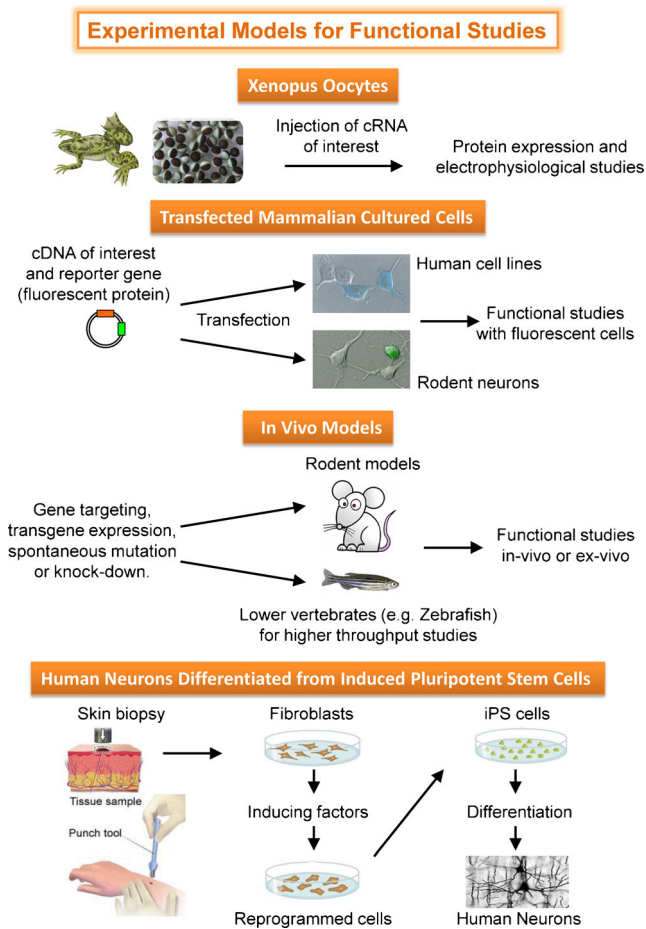 Experimental Models for Functional Studies
Xenopus Oocytes
Injection of cRNA
of interest
Protein expression and
electrophysiological studies
Transfected Mammalian Cultured Cells
cDNA of interest
and reporter gene
(fluorescent protein)
Transfection
Human cell lines
Functional studies
with fluorescent cells
Rodent neurons
In Vivo Models
Rodent models
Gene targeting,
transgene expression,
spontaneous mutation
or knock-down.
Functional studies
in-vivo or ex-vivo
Lower vertebrates (e.g. Zebrafish)
for higher throughput studies
Human Neurons Differentiated from Induced Pluripotent Stem Cells
Skin biopsy
Tissue sample
Punch tool
Fibroblasts
Inducing factors
Reprogrammed cells
iPS cells
Differentiation
Human Neurons